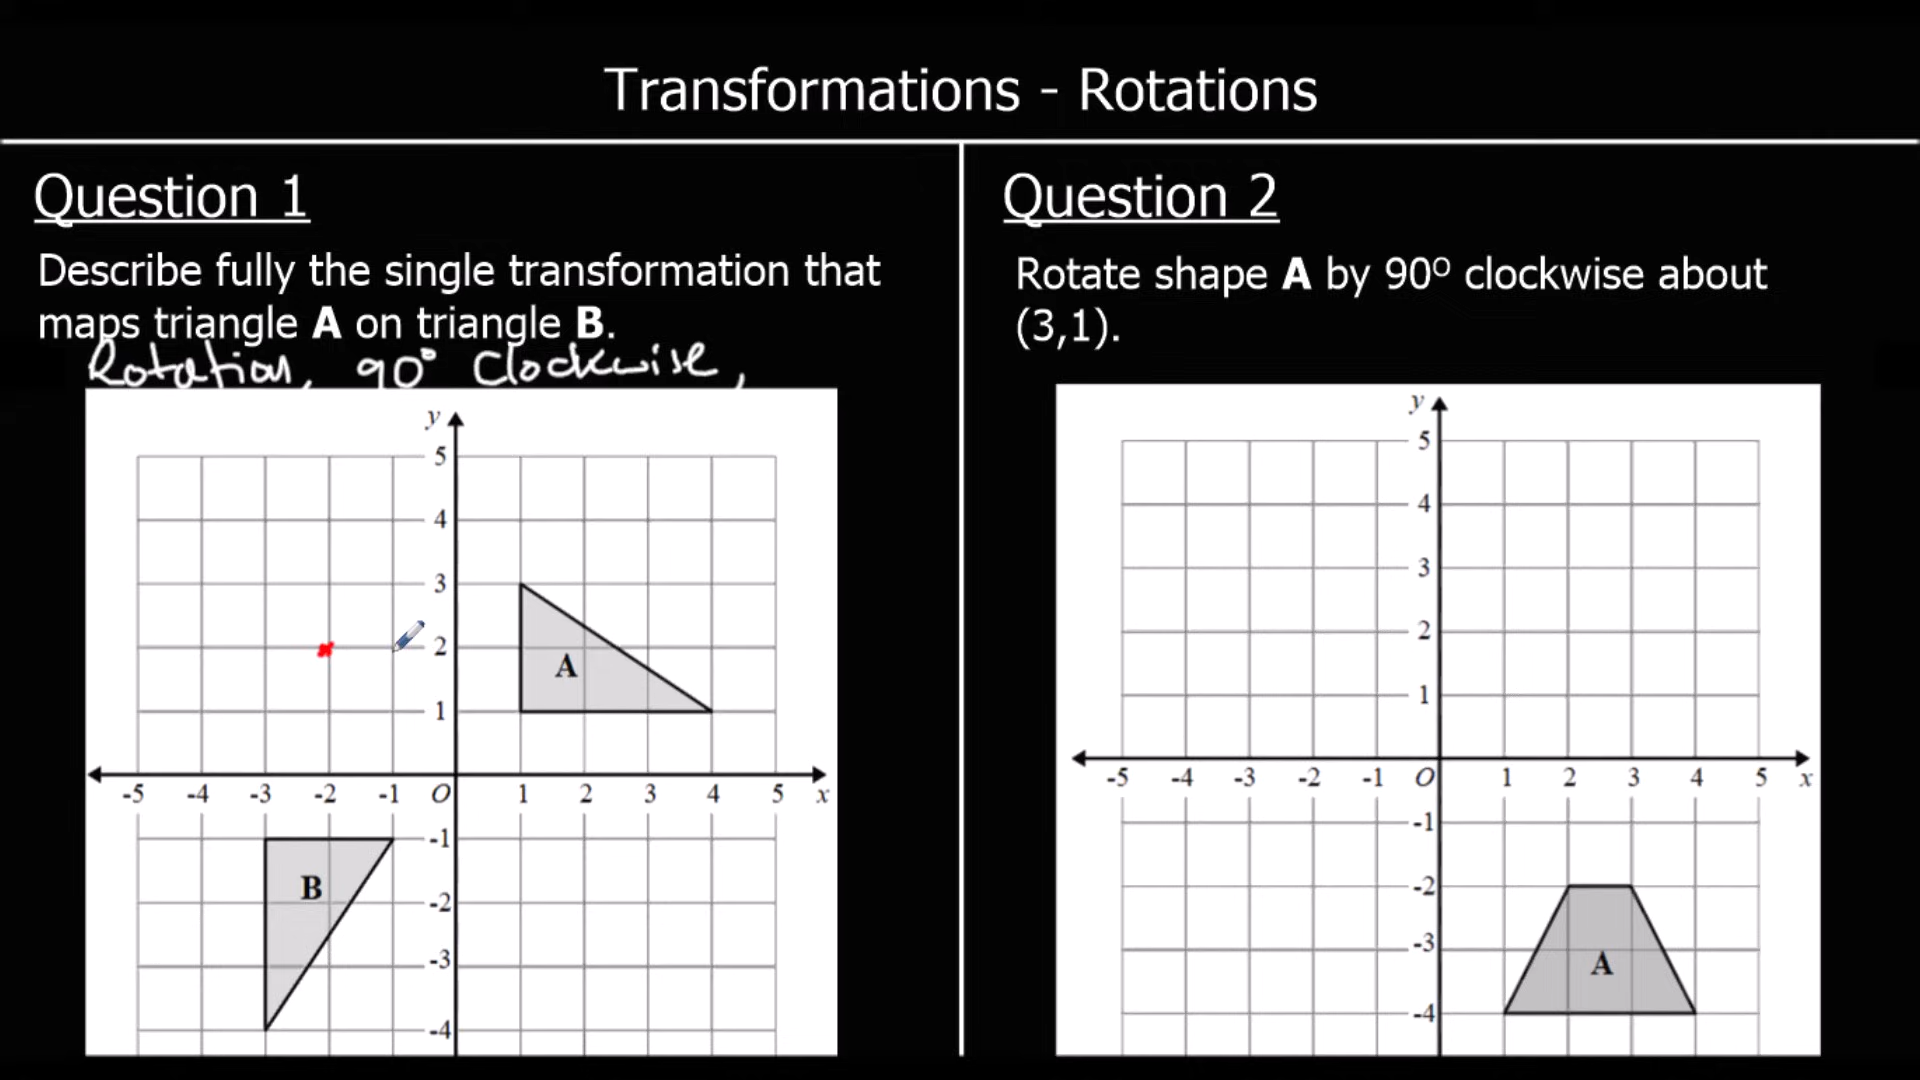 Transformations - Rotations
Question 1
Describe fully the single transformation that
maps triangle A on triangle B.
Rotation, 90° Clockwise,
y
5
4
3
2
1
A
-5 -4 -3 -2 -1 O 1 2 3 4 5 x
-1
B
-2
-3
-4
Question 2
Rotate shape A by 90º clockwise about
(3,1).
y
5
4
3
2
1
-5 -4 -3 -2 -1 O 1 2 3 4 5 x
-1
-2
-3
A
-4